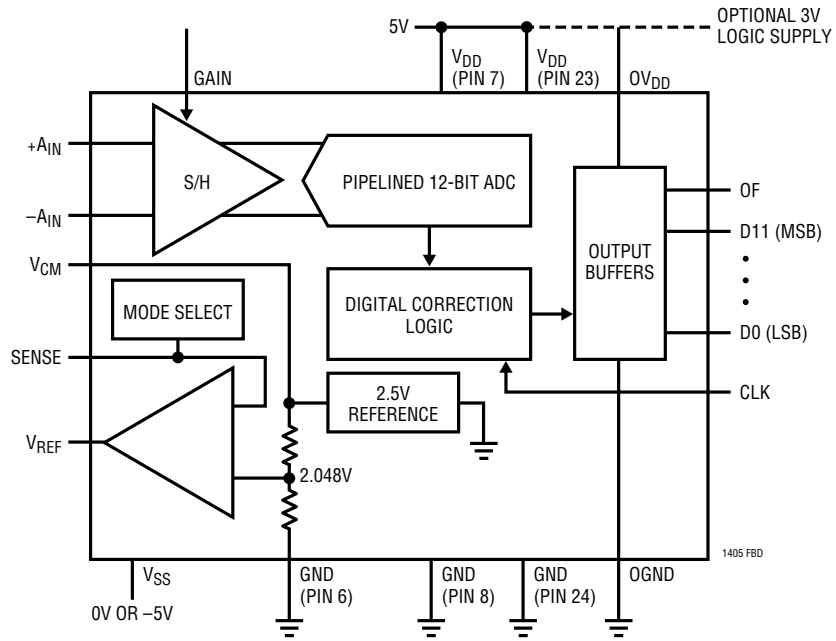 OPTIONAL 3V
LOGIC SUPPLY
5V
GAIN
VDD
(PIN 7)
VDD
(PIN 23)
OVDD
+AIN
–AIN
S/H
PIPELINED 12-BIT ADC
OUTPUT
BUFFERS
OF
D11 (MSB)
D0 (LSB)
VCM
MODE SELECT
DIGITAL CORRECTION
LOGIC
SENSE
CLK
2.5V
REFERENCE
VREF
2.048V
1405 FBD
VSS
0V OR –5V
GND
(PIN 6)
GND
(PIN 8)
GND
(PIN 24)
OGND